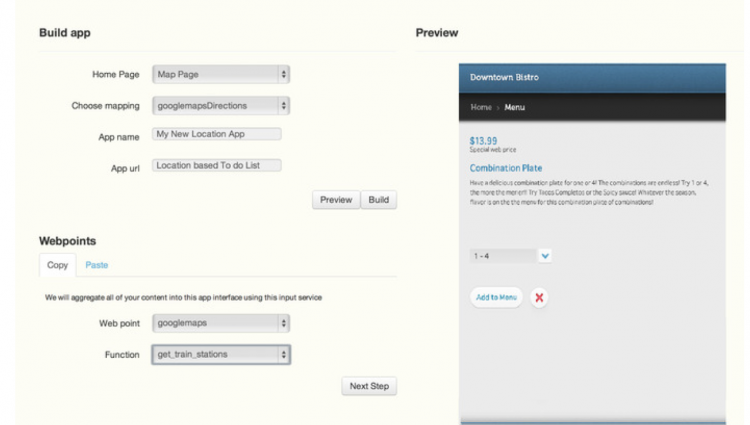 Build app
Home Page
Map Page
Choose mapping
googlemapsDirections
App name
My New Location App
App url
Location based To do List
Preview
Build
Webpoints
Copy
Paste
We will aggregate all of your content into this app interface using this input service
Web point
googlemaps
Function
get_train_stations
Next Step
Preview
Downtown Bistro
Home > Menu
$13.99
Special web price
Combination Plate
Have a delicious combination plate for one or 4! The combinations are endless! Try 1 or 4,
the more the merrier! Try Tacos Completos or the Spicy sauce! Whatever the season,
flavor is on the the menu for this combination plate of combinations!
1 - 4
Add to Menu